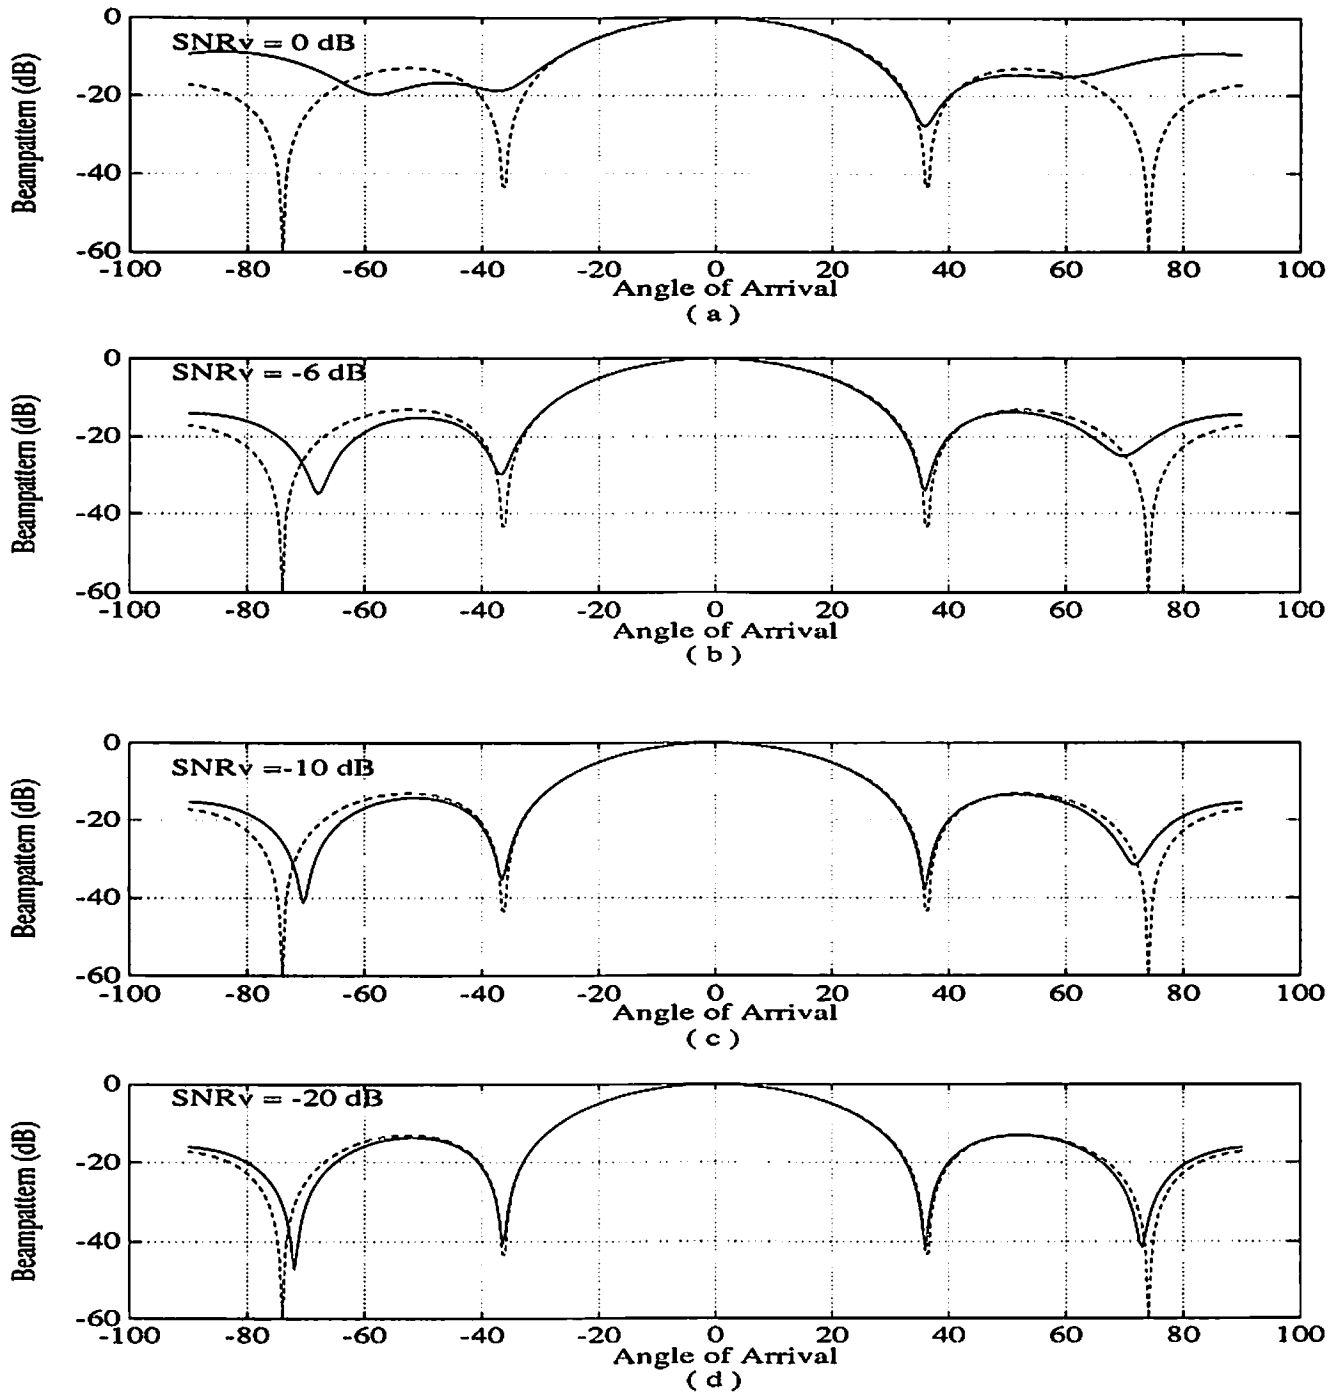 0
SNRv = 0 dB
-20
-40
-60
Beampattern (dB)
-100 -80 -60 -40 -20 0 20 40 60 80 100
Angle of Arrival
( a )
0
SNRv = -6 dB
-20
-40
-60
Beampattern (dB)
-100 -80 -60 -40 -20 0 20 40 60 80 100
Angle of Arrival
( b )
0
SNRv =-10 dB
-20
-40
-60
Beampattern (dB)
-100 -80 -60 -40 -20 0 20 40 60 80 100
Angle of Arrival
( c )
0
SNRv = -20 dB
-20
-40
-60
Beampattern (dB)
-100 -80 -60 -40 -20 0 20 40 60 80 100
Angle of Arrival
( d )